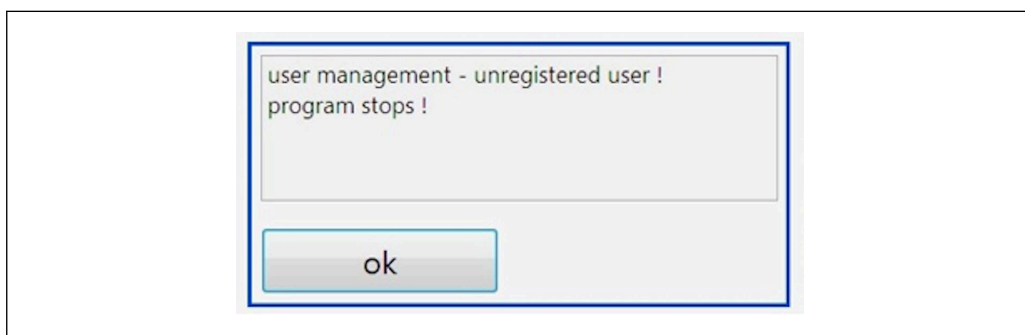 user management - unregistered user !
program stops !
ok